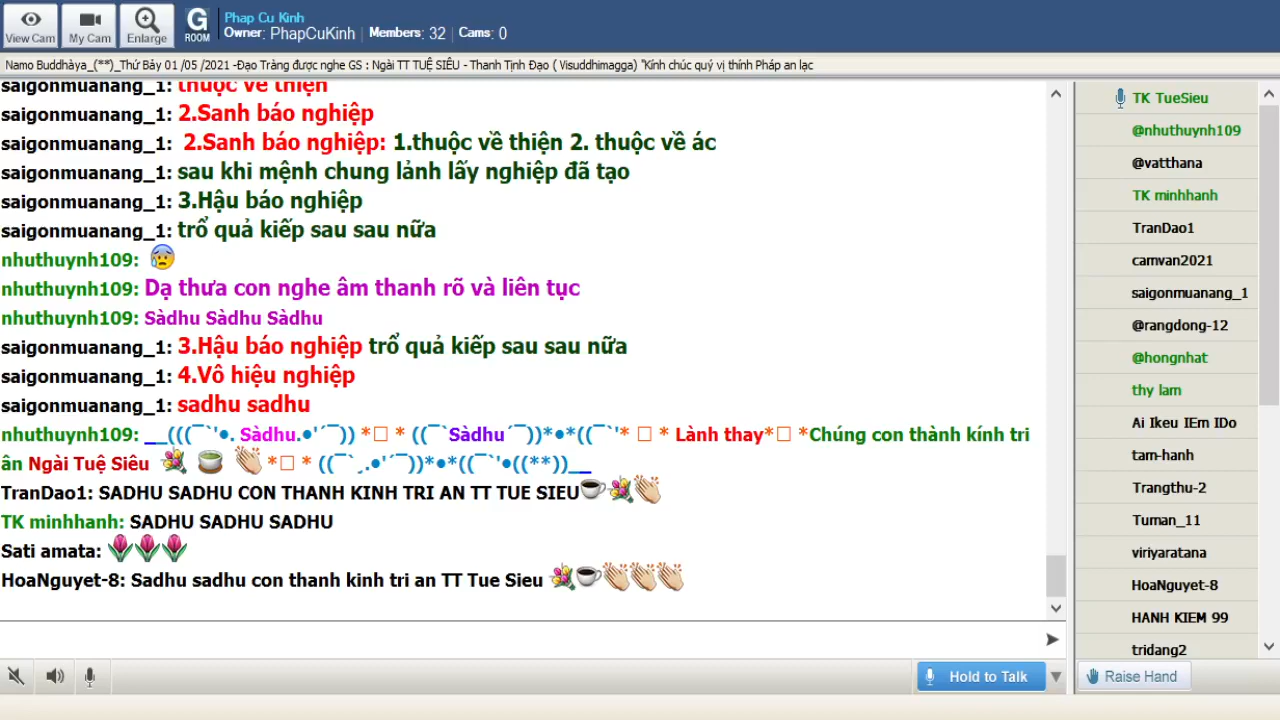 View Cam
My Cam
Enlarge
G
ROOM
Phap Cu Kinh
Owner: PhapCuKinh | Members: 32 | Cams: 0
Namo Buddhàya_(**)_Thứ Bảy 01 /05 /2021 -Đạo Tràng được nghe GS : Ngài TT TUỆ SIÊU - Thanh Tịnh Đạo ( Visuddhimagga) "Kính chúc quý vị thính Pháp an lạc
saigonmuanang_1: thuộc về thiện
saigonmuanang_1: 2.Sanh báo nghiệp
saigonmuanang_1: 2.Sanh báo nghiệp: 1.thuộc về thiện 2. thuộc về ác
saigonmuanang_1: sau khi mệnh chung lảnh lấy nghiệp đã tạo
saigonmuanang_1: 3.Hậu báo nghiệp
saigonmuanang_1: trổ quả kiếp sau sau nữa
nhuthuynh109: 😰
nhuthuynh109: Dạ thưa con nghe âm thanh rõ và liên tục
nhuthuynh109: Sàdhu Sàdhu Sàdhu
saigonmuanang_1: 3.Hậu báo nghiệp trổ quả kiếp sau sau nữa
saigonmuanang_1: 4.Vô hiệu nghiệp
saigonmuanang_1: sadhu sadhu
nhuthuynh109: __(((¯`'•. Sàdhu.•'´¯)) *□ * ((¯`Sàdhu´¯))*•*((¯`'* □ * Lành thay*□ *Chúng con thành kính tri
ân Ngài Tuệ Siêu 💐 🍵 👏 *□ * ((¯`¸.•'´¯))*•*((¯`'•((**))__
TranDao1: SADHU SADHU CON THANH KINH TRI AN TT TUE SIEU☕💐👏
TK minhhanh: SADHU SADHU SADHU
Sati amata: 🌷🌷🌷
HoaNguyet-8: Sadhu sadhu con thanh kinh tri an TT Tue Sieu 💐☕👏👏👏
Hold to Talk
TK TueSieu
@nhuthuynh109
@vatthana
TK minhhanh
TranDao1
camvan2021
saigonmuanang_1
@rangdong-12
@hongnhat
thy lam
Ai Ikeu IEm IDo
tam-hanh
Trangthu-2
Tuman_11
viriyaratana
HoaNguyet-8
HANH KIEM 99
tridang2
Raise Hand